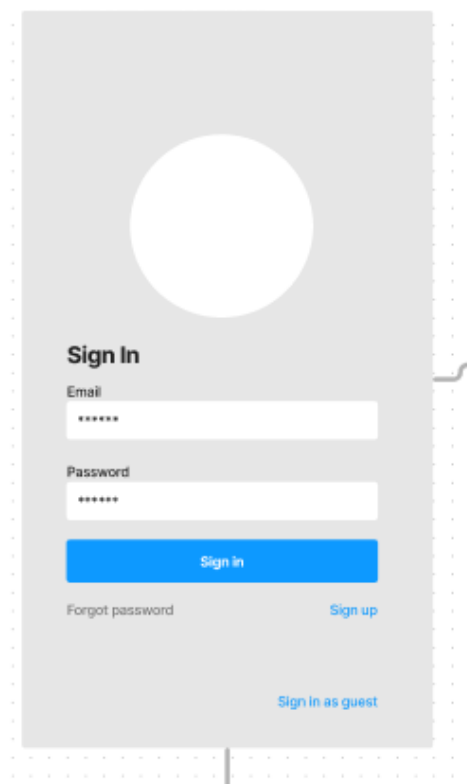 Sign In
Email
******
Password
******
Sign in
Forgot password Sign up
Sign in as guest